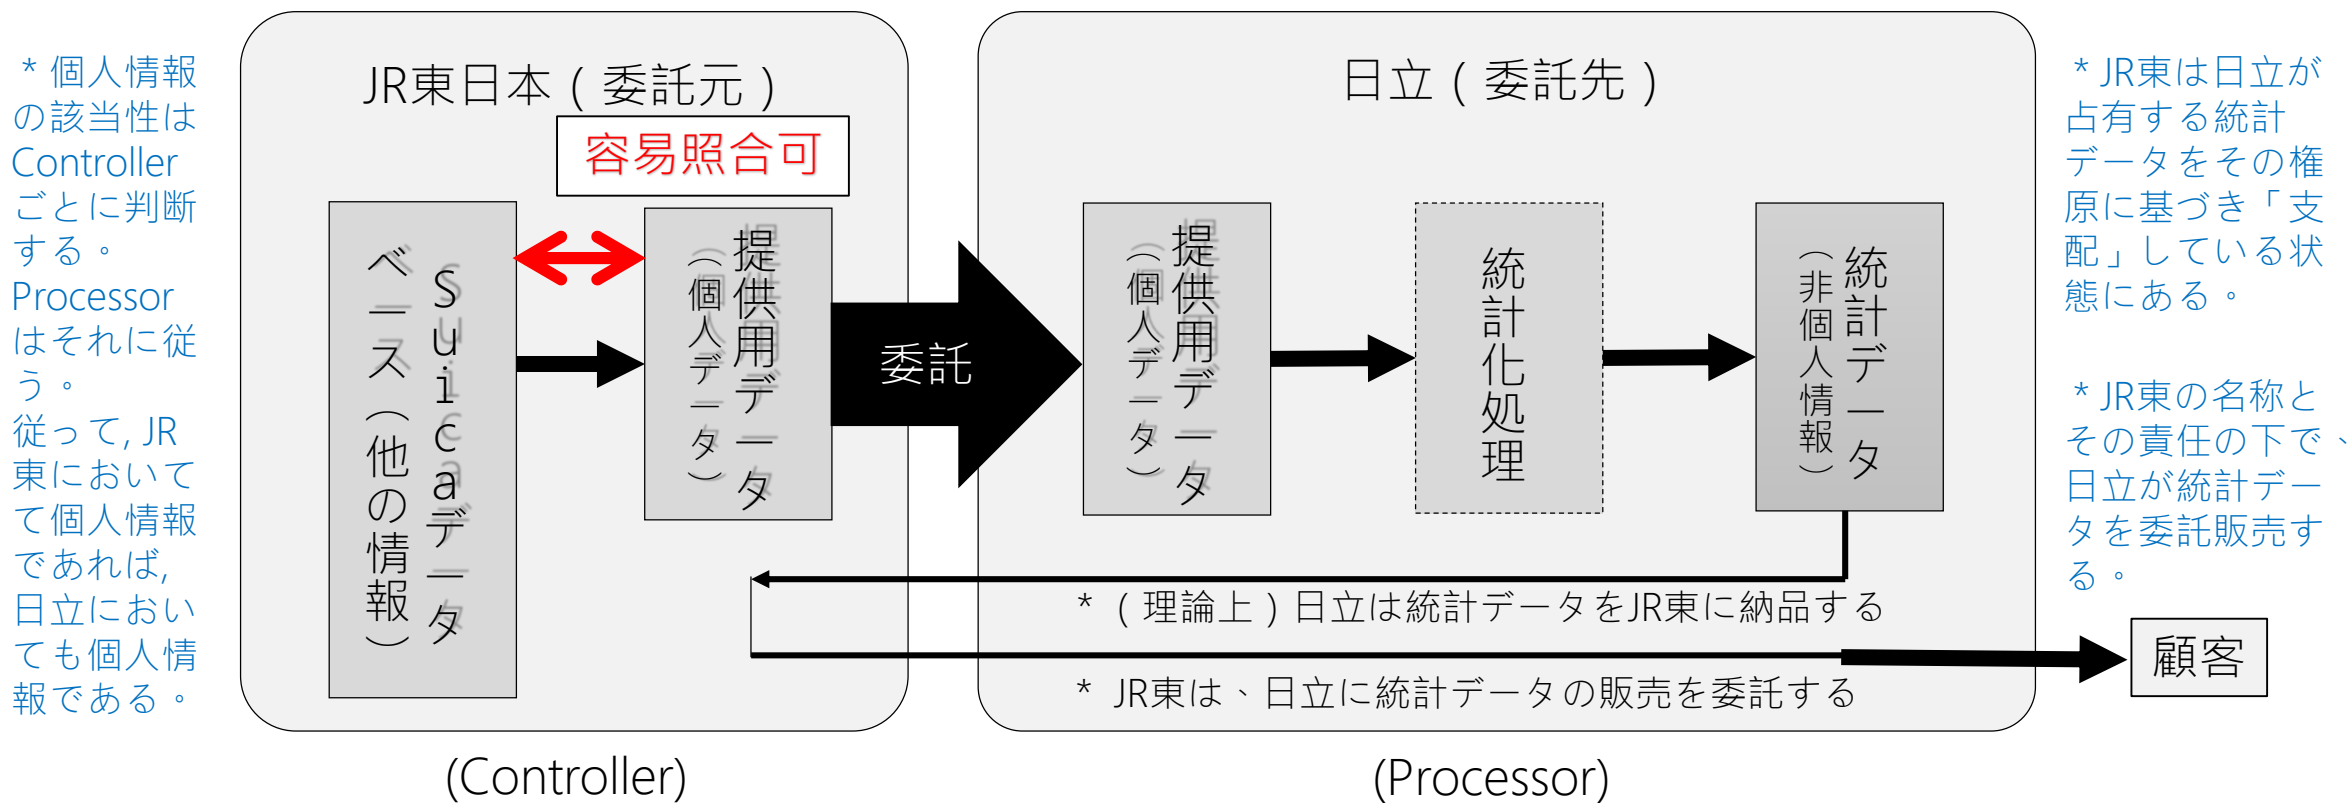 ＊個人情報
の該当性は
Controller
ごとに判断
する。
Processor
はそれに従
う。
従って, JR
東において
て個人情報
であれば,
日立におい
ても個人情
報である。
JR東日本（委託元）
容易照合可
Suicaデータ
ベース（他の情報）
提供用データ
（個人データ）
委託
(Controller)
日立（委託先）
提供用データ
（個人データ）
統計化処理
統計データ
（非個人情報）
＊（理論上）日立は統計データをJR東に納品する
＊ JR東は、日立に統計データの販売を委託する
(Processor)
＊JR東は日立が
占有する統計
データをその権
原に基づき「支
配」している状
態にある。
＊JR東の名称と
その責任の下で、
日立が統計デー
タを委託販売す
る。
顧客